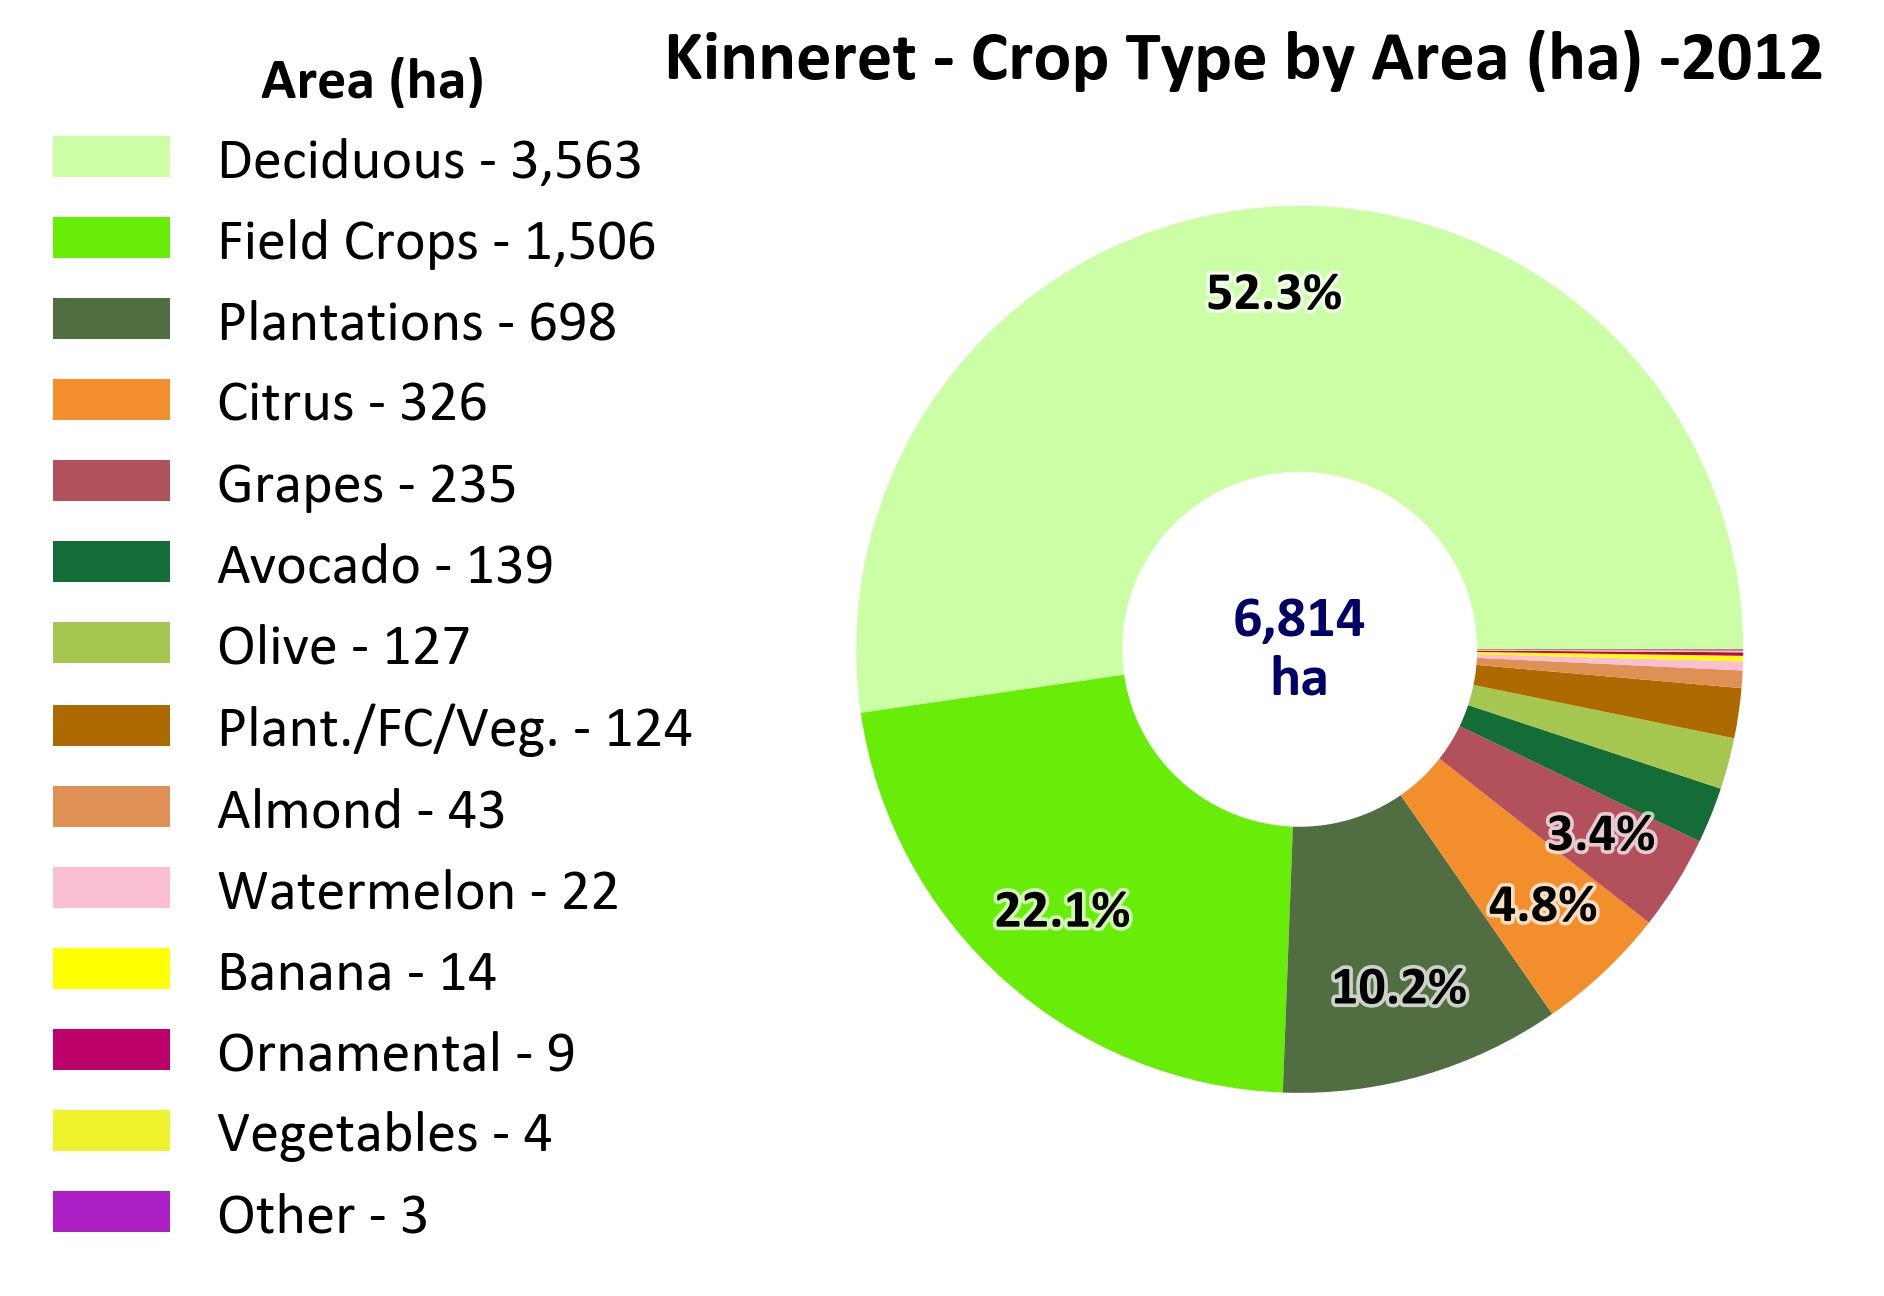 Kinneret - Crop Type by Area (ha) -2012
Area (ha)
Deciduous - 3,563
Field Crops - 1,506
Plantations - 698
Citrus - 326
Grapes - 235
Avocado - 139
Olive - 127
Plant./FC/Veg. - 124
Almond - 43
Watermelon - 22
Banana - 14
Ornamental - 9
Vegetables - 4
Other - 3
52.3%
6,814
ha
3.4%
4.8%
22.1%
10.2%